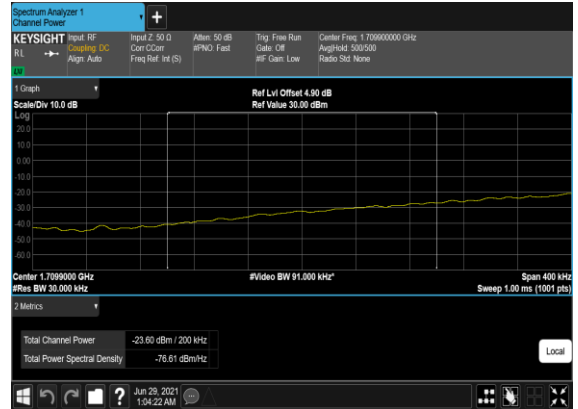 Spectrum Analyzer 1
Channel Power
+
KEYSIGHT Input: RF Input Z: 50 Ω Atten: 50 dB Trig: Free Run Center Freq: 1.709900000 GHz
RL Coupling: DC Corr CCorr #PNO: Fast Gate: Off Avg|Hold: 500/500
Align: Auto Freq Ref: Int (S) #IF Gain: Low Radio Std: None
1 Graph
Ref Lvl Offset 4.90 dB
Scale/Div 10.0 dB Ref Value 30.00 dBm
Log
20.0
10.0
0.00
-10.0
-20.0
-30.0
-40.0
-50.0
-60.0
Center 1.7099000 GHz #Video BW 91.000 kHz* Span 400 kHz
#Res BW 30.000 kHz Sweep 1.00 ms (1001 pts)
2 Metrics
Total Channel Power -23.60 dBm / 200 kHz
Total Power Spectral Density -76.61 dBm/Hz
Local
?
Jun 29, 2021
1:04:22 AM